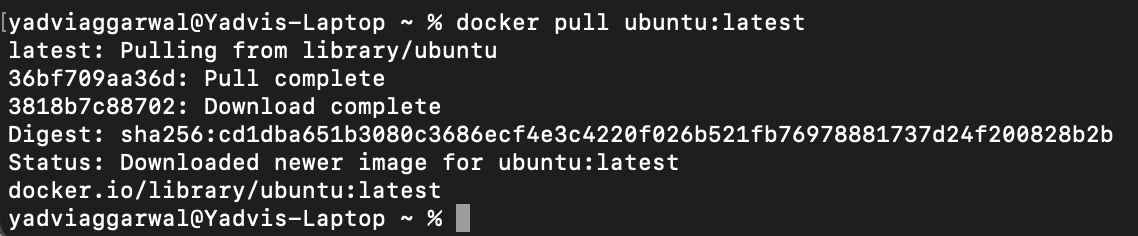 [yadviaggarwal@Yadvis-Laptop ~ % docker pull ubuntu:latest
latest: Pulling from library/ubuntu
36bf709aa36d: Pull complete
3818b7c88702: Download complete
Digest: sha256:cd1dba651b3080c3686ecf4e3c4220f026b521fb76978881737d24f200828b2b
Status: Downloaded newer image for ubuntu:latest
docker.io/library/ubuntu:latest
yadviaggarwal@Yadvis-Laptop ~ %